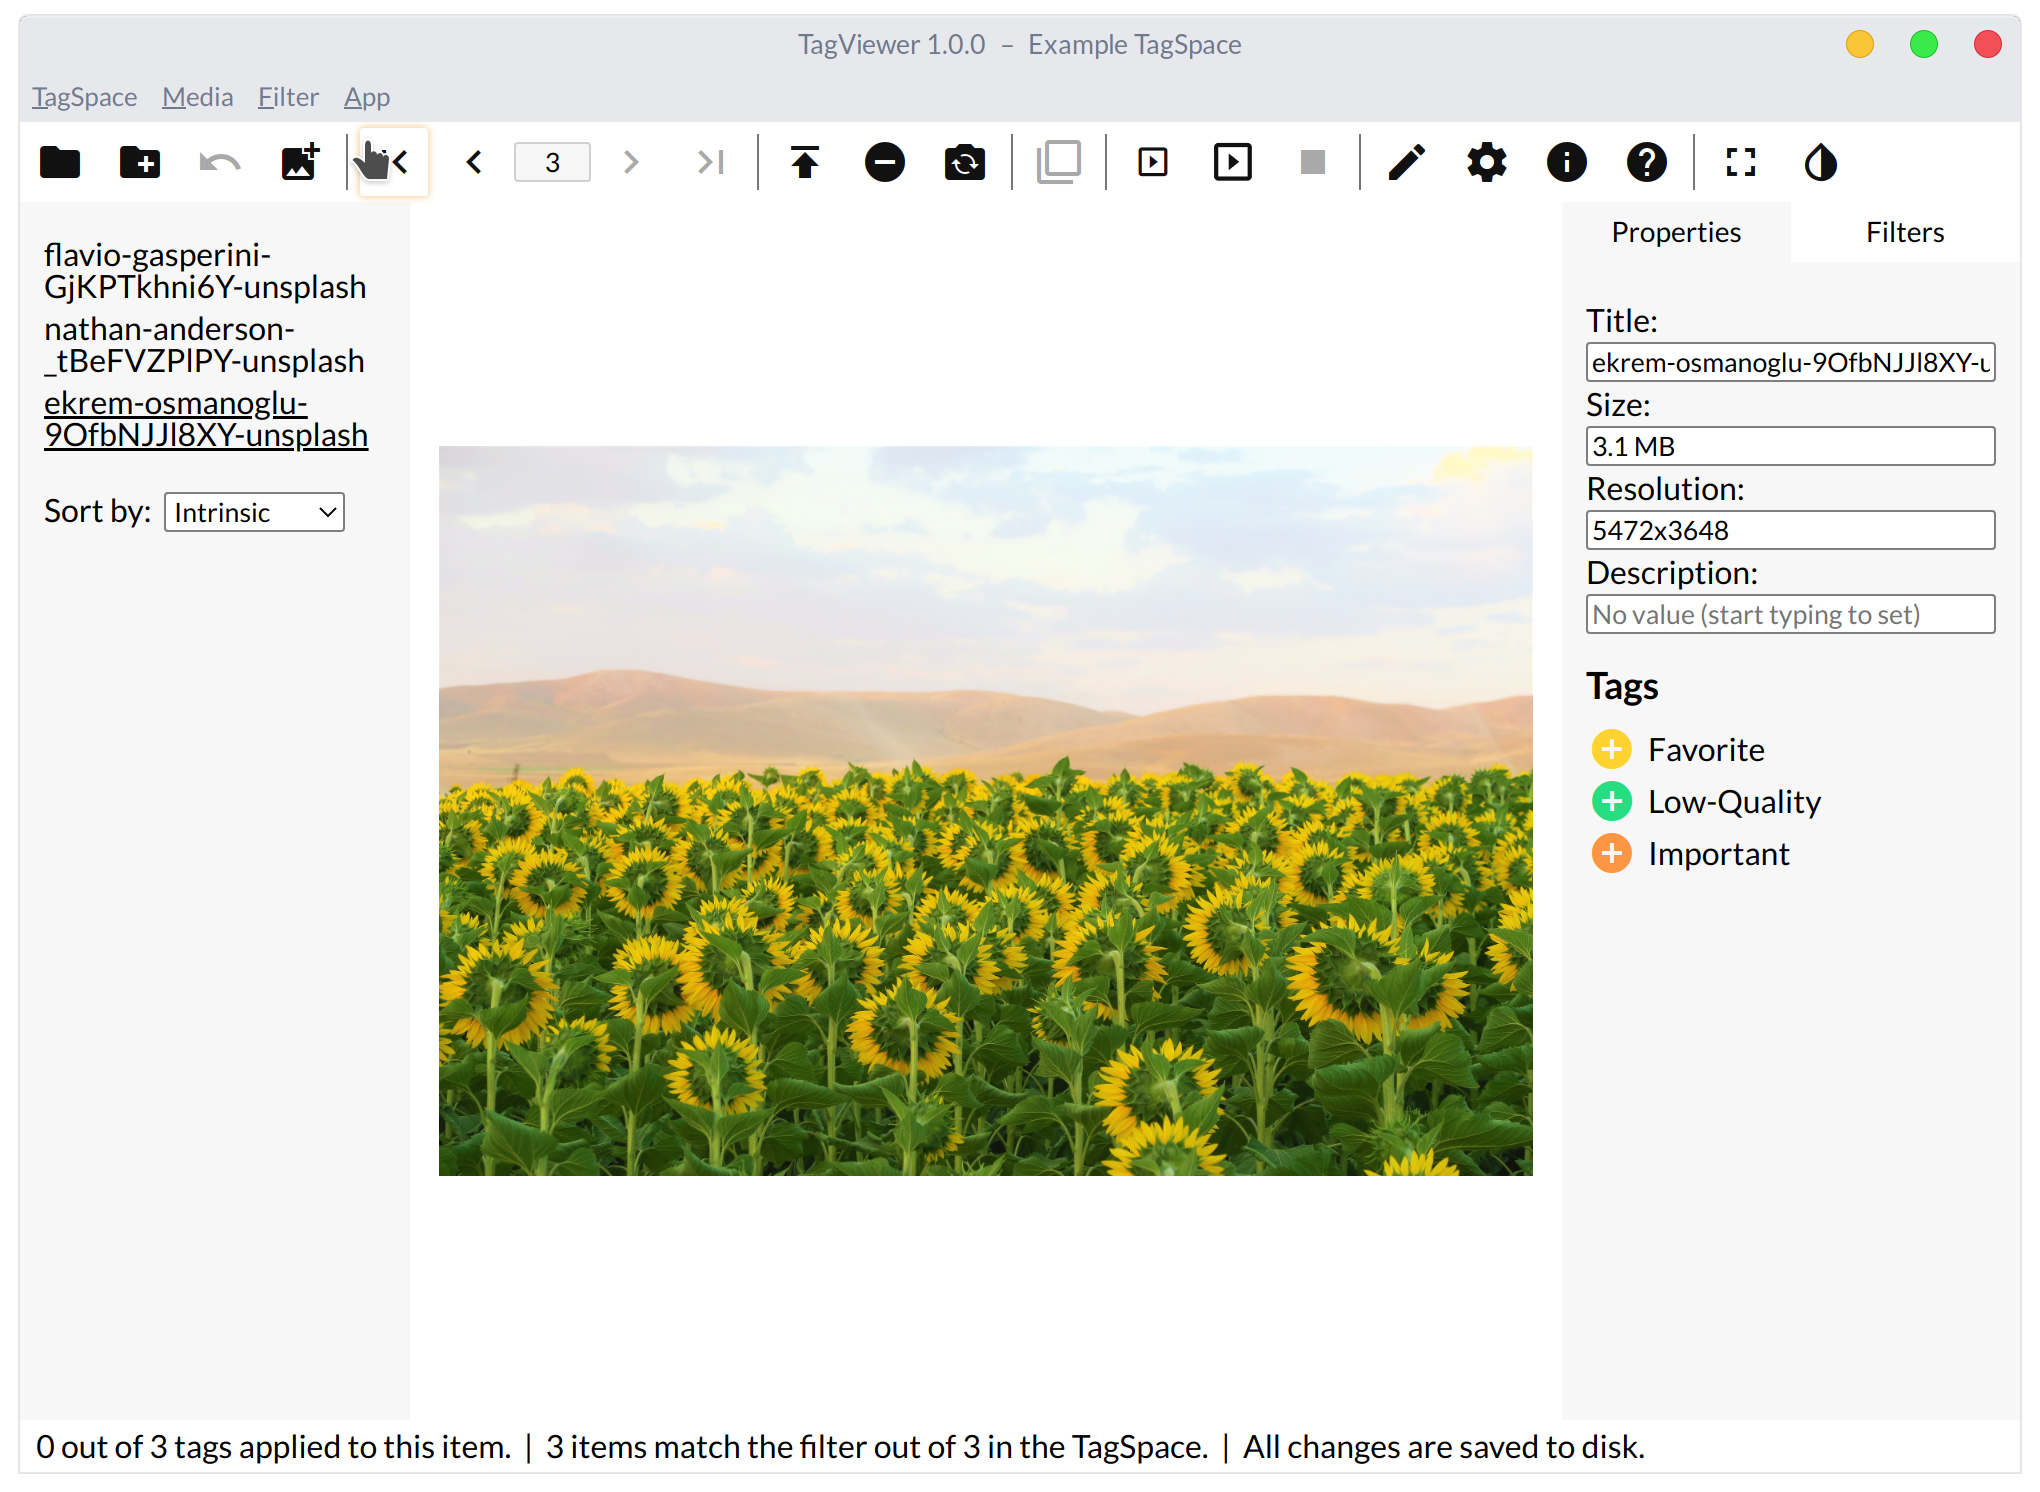 TagViewer 1.0.0 – Example TagSpace
TagSpace Media Filter App
3
flavio-gasperini-
GjKPTkhni6Y-unsplash
nathan-anderson-
_tBeFVZPlPY-unsplash
ekrem-osmanoglu-
9OfbNJJl8XY-unsplash
Sort by: Intrinsic
Properties Filters
Title:
ekrem-osmanoglu-9OfbNJJl8XY-u
Size:
3.1 MB
Resolution:
5472x3648
Description:
No value (start typing to set)
Tags
Favorite
Low-Quality
Important
0 out of 3 tags applied to this item. | 3 items match the filter out of 3 in the TagSpace. | All changes are saved to disk.